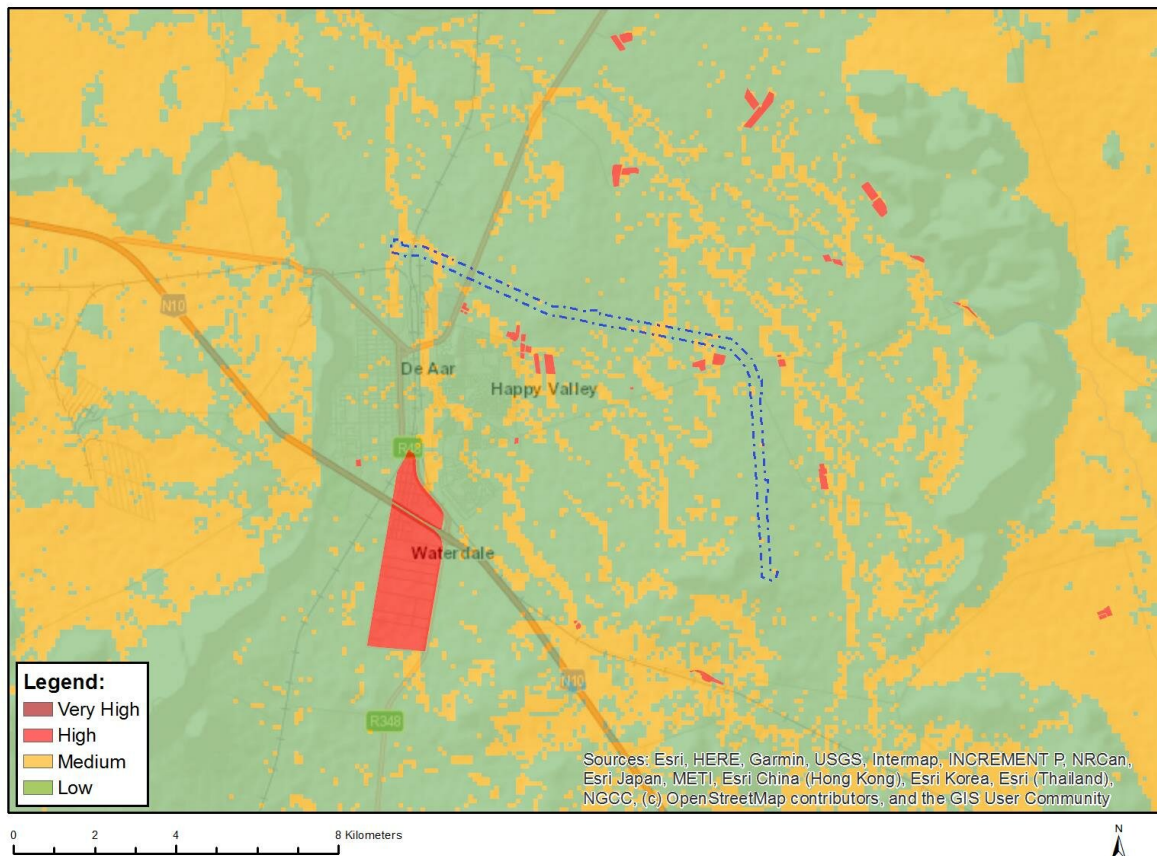 N10
De Aar
Happy Valley
R48
Waterdale
N10
R348
Legend:
Very High
High
Medium
Low
Sources: Esri, HERE, Garmin, USGS, Intermap, INCREMENT P, NRCan,
Esri Japan, METI, Esri China (Hong Kong), Esri Korea, Esri (Thailand),
NGCC, (c) OpenStreetMap contributors, and the GIS User Community
0 2 4 8 Kilometers
N